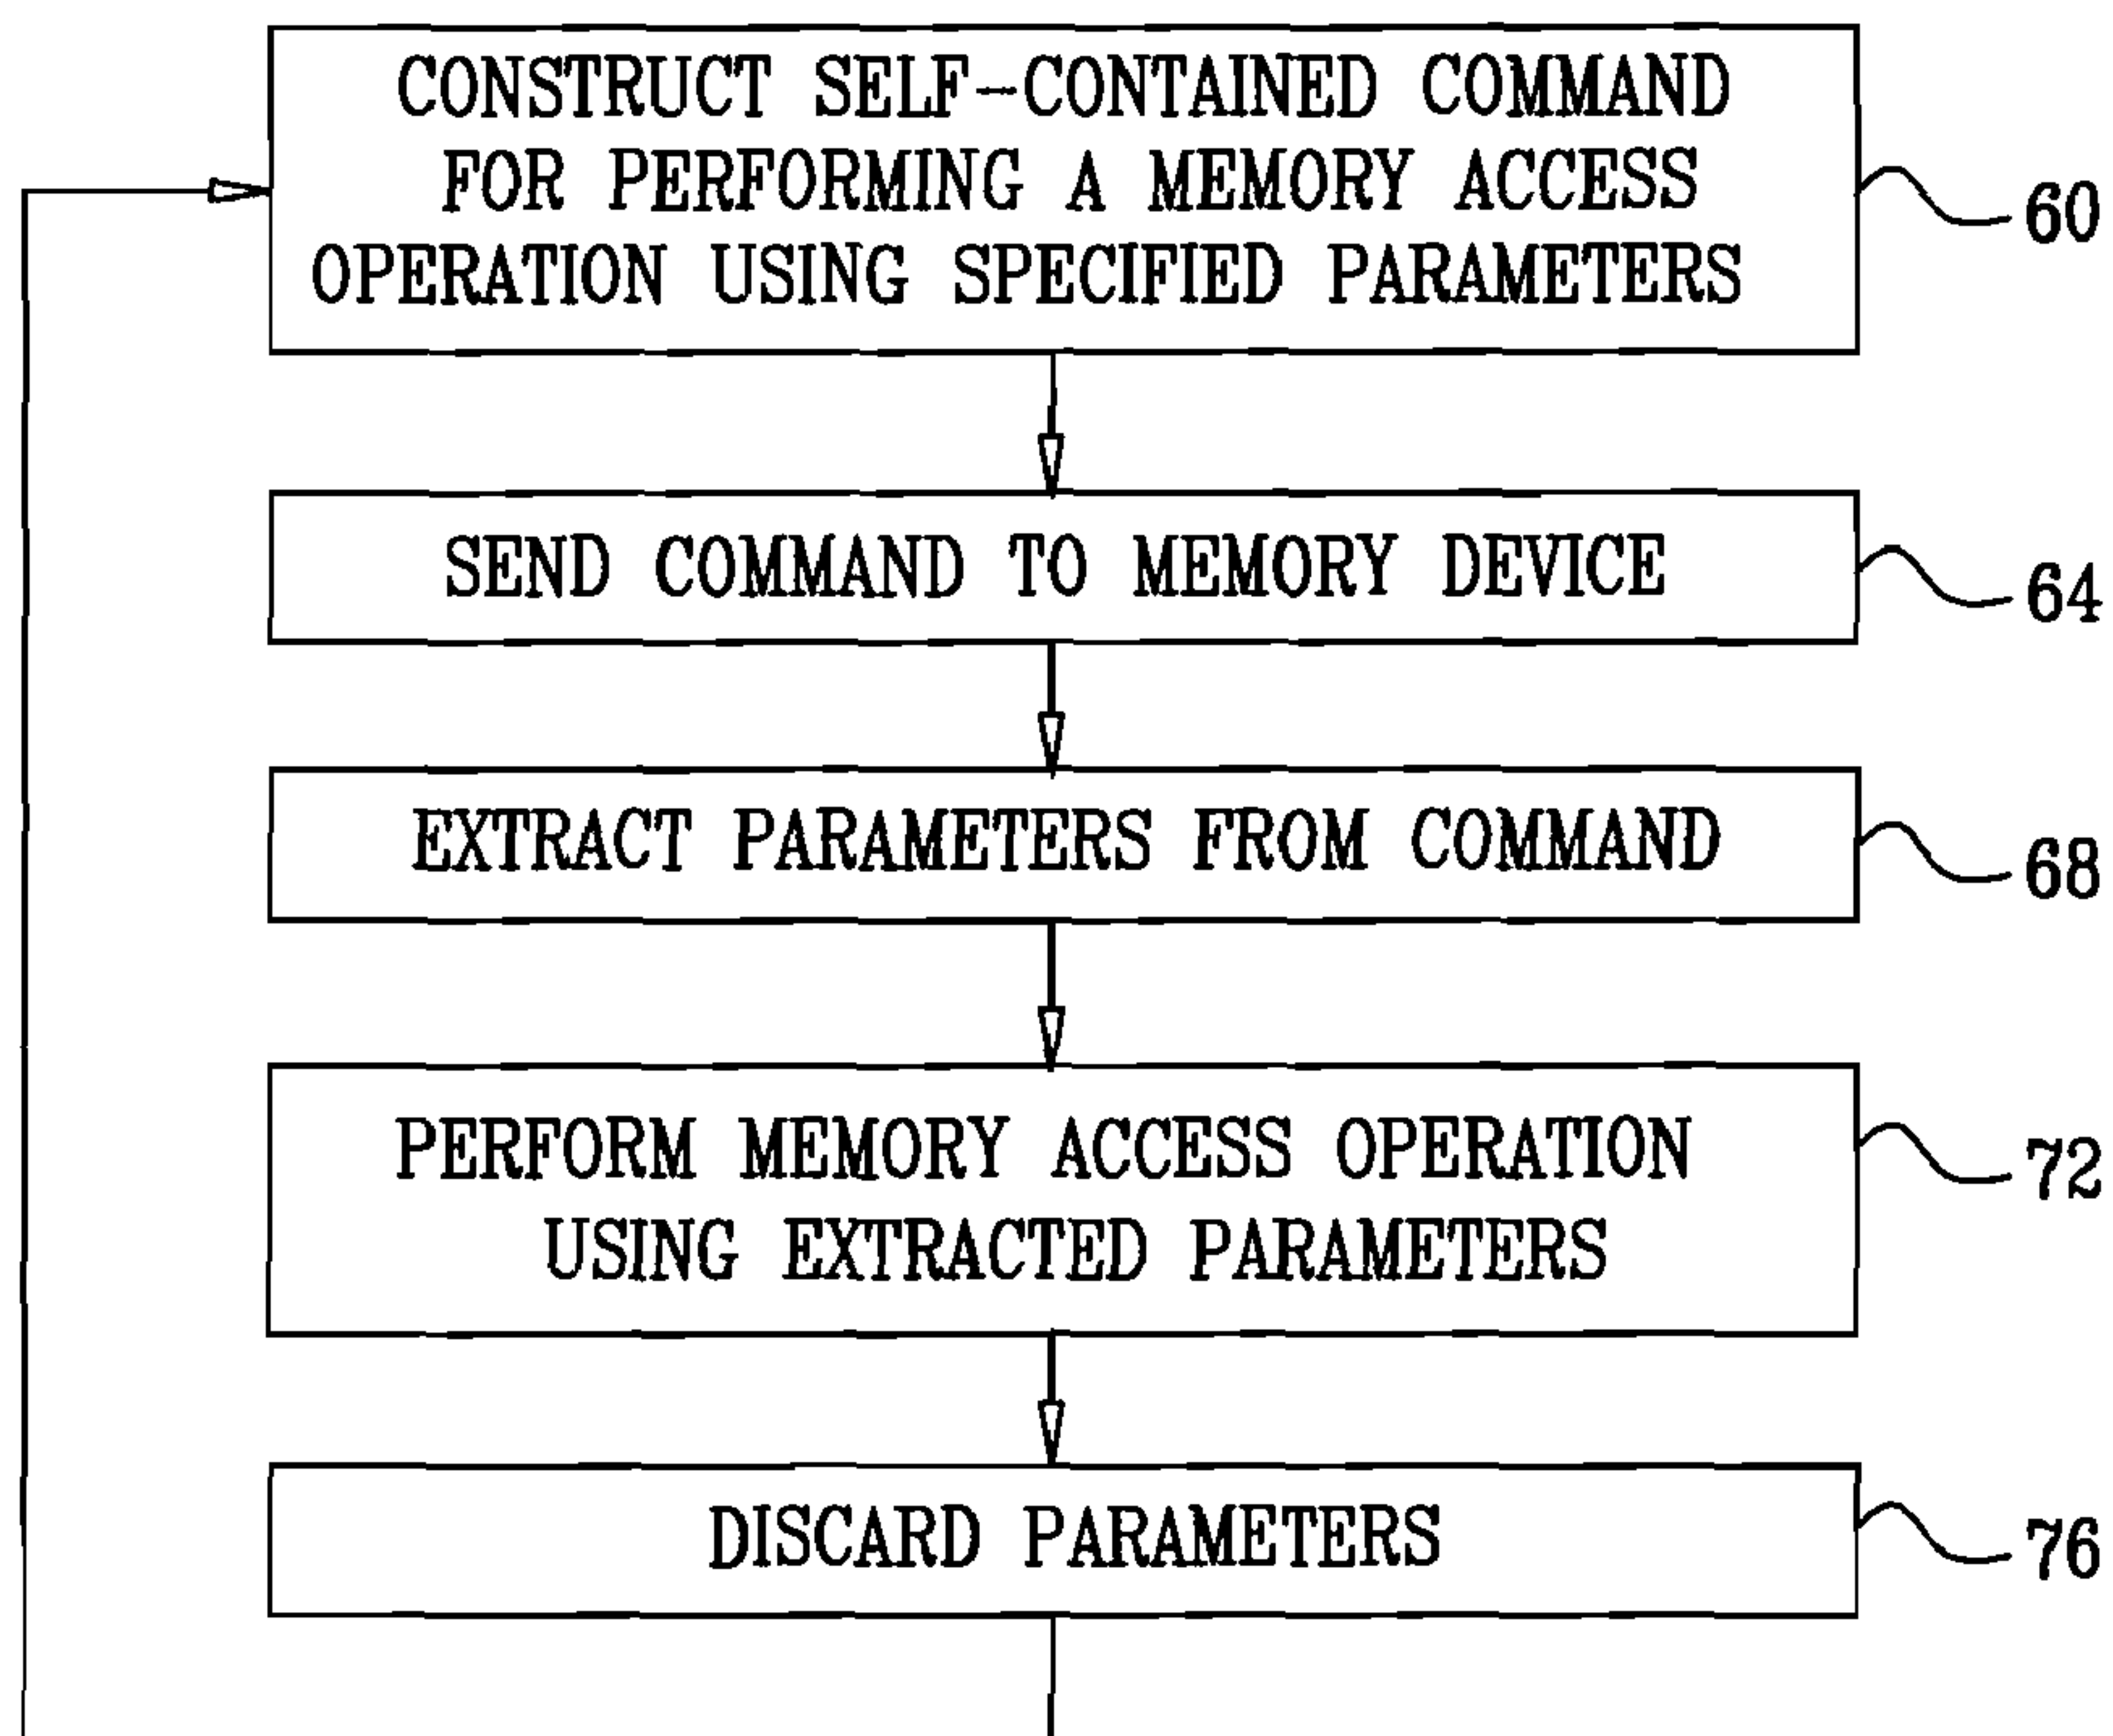 CONSTRUCT SELF-CONTAINED COMMAND
FOR PERFORMING A MEMORY ACCESS
OPERATION USING SPECIFIED PARAMETERS
60
SEND COMMAND TO MEMORY DEVICE
64
EXTRACT PARAMETERS FROM COMMAND
68
PERFORM MEMORY ACCESS OPERATION
USING EXTRACTED PARAMETERS
72
DISCARD PARAMETERS
76